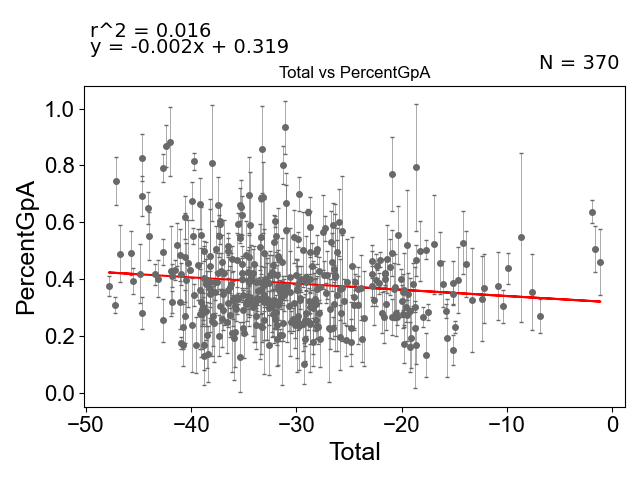 r^2 = 0.016
y = -0.002x + 0.319
N = 370
Total vs PercentGpA
1.0
0.8
0.6
0.4
0.2
0.0
PercentGpA
−50
−40
−30
−20
−10
0
Total